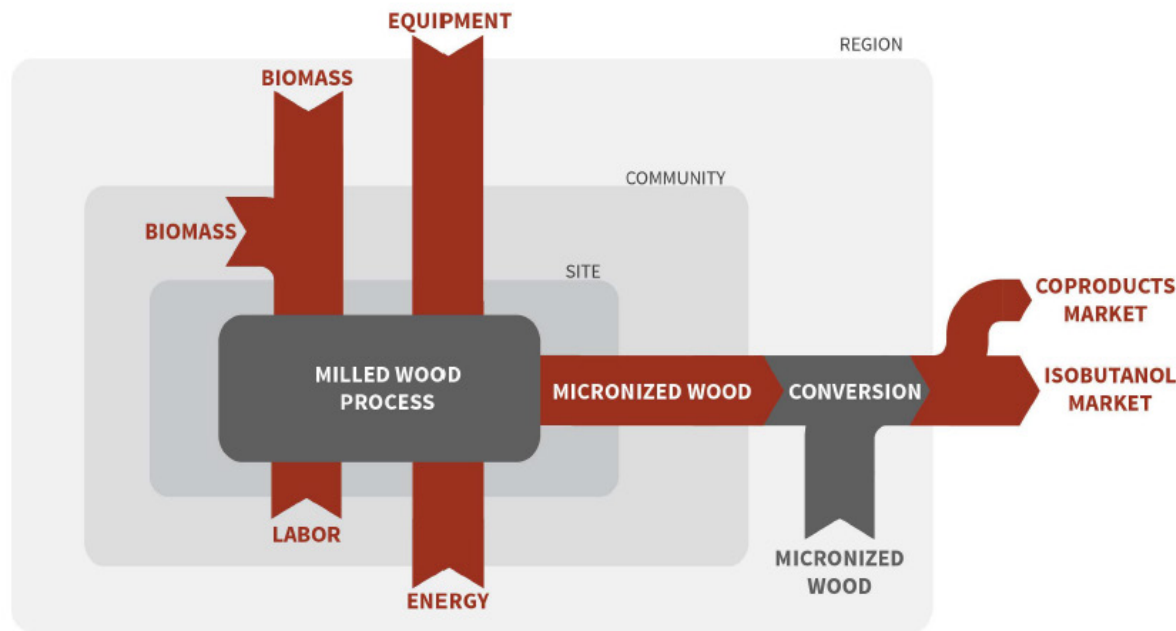 EQUIPMENT
REGION
BIOMASS
COMMUNITY
BIOMASS
SITE
COPRODUCTS
MARKET
MILLED WOOD
PROCESS
MICRONIZED WOOD
CONVERSION
ISOBUTANOL
MARKET
LABOR
MICRONIZED
WOOD
ENERGY